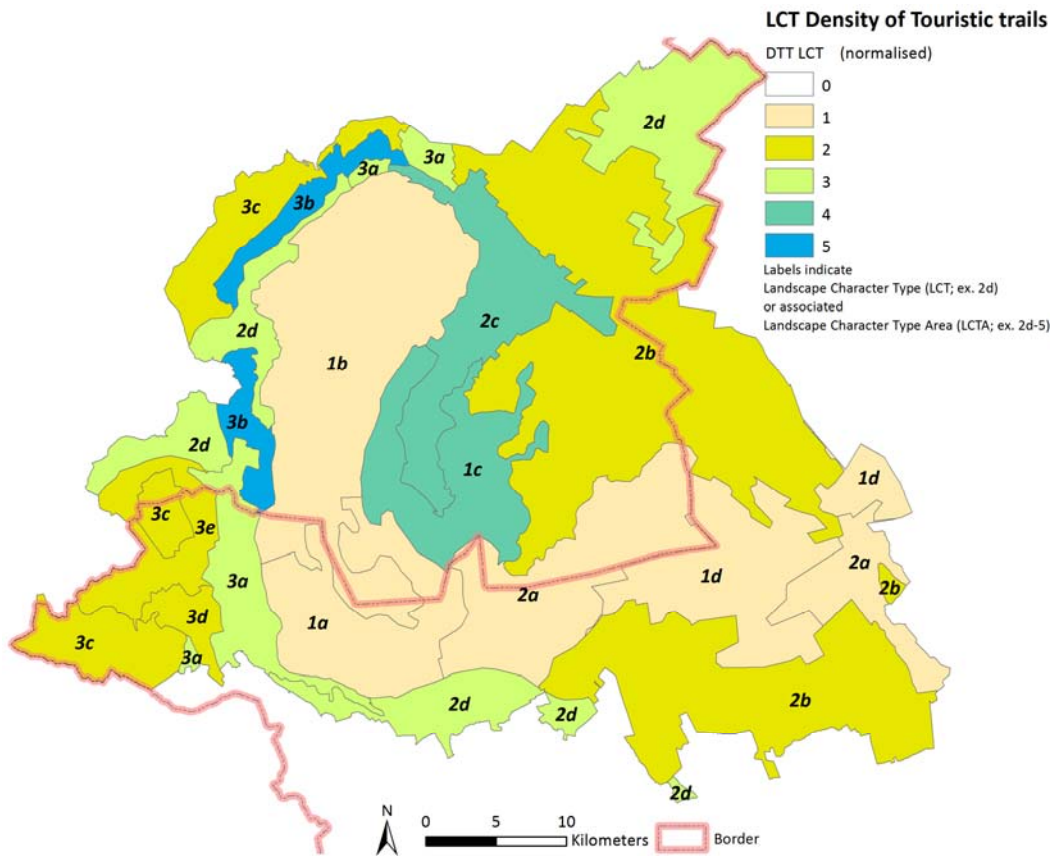 LCT Density of Touristic trails
DTT LCT (normalised)
0
1
2
3
4
5
Labels indicate
Landscape Character Type (LCT; ex. 2d)
or associated
Landscape Character Type Area (LCTA; ex. 2d-5)
2d
3a
3a
3b
3c
2c
2d
2b
1b
3b
2d
1c
1d
3c
3e
2a
3a
1d
2b
2a
3d
1a
3c
3a
2b
2d
2d
2d
N
0 5 10
Kilometers
Border